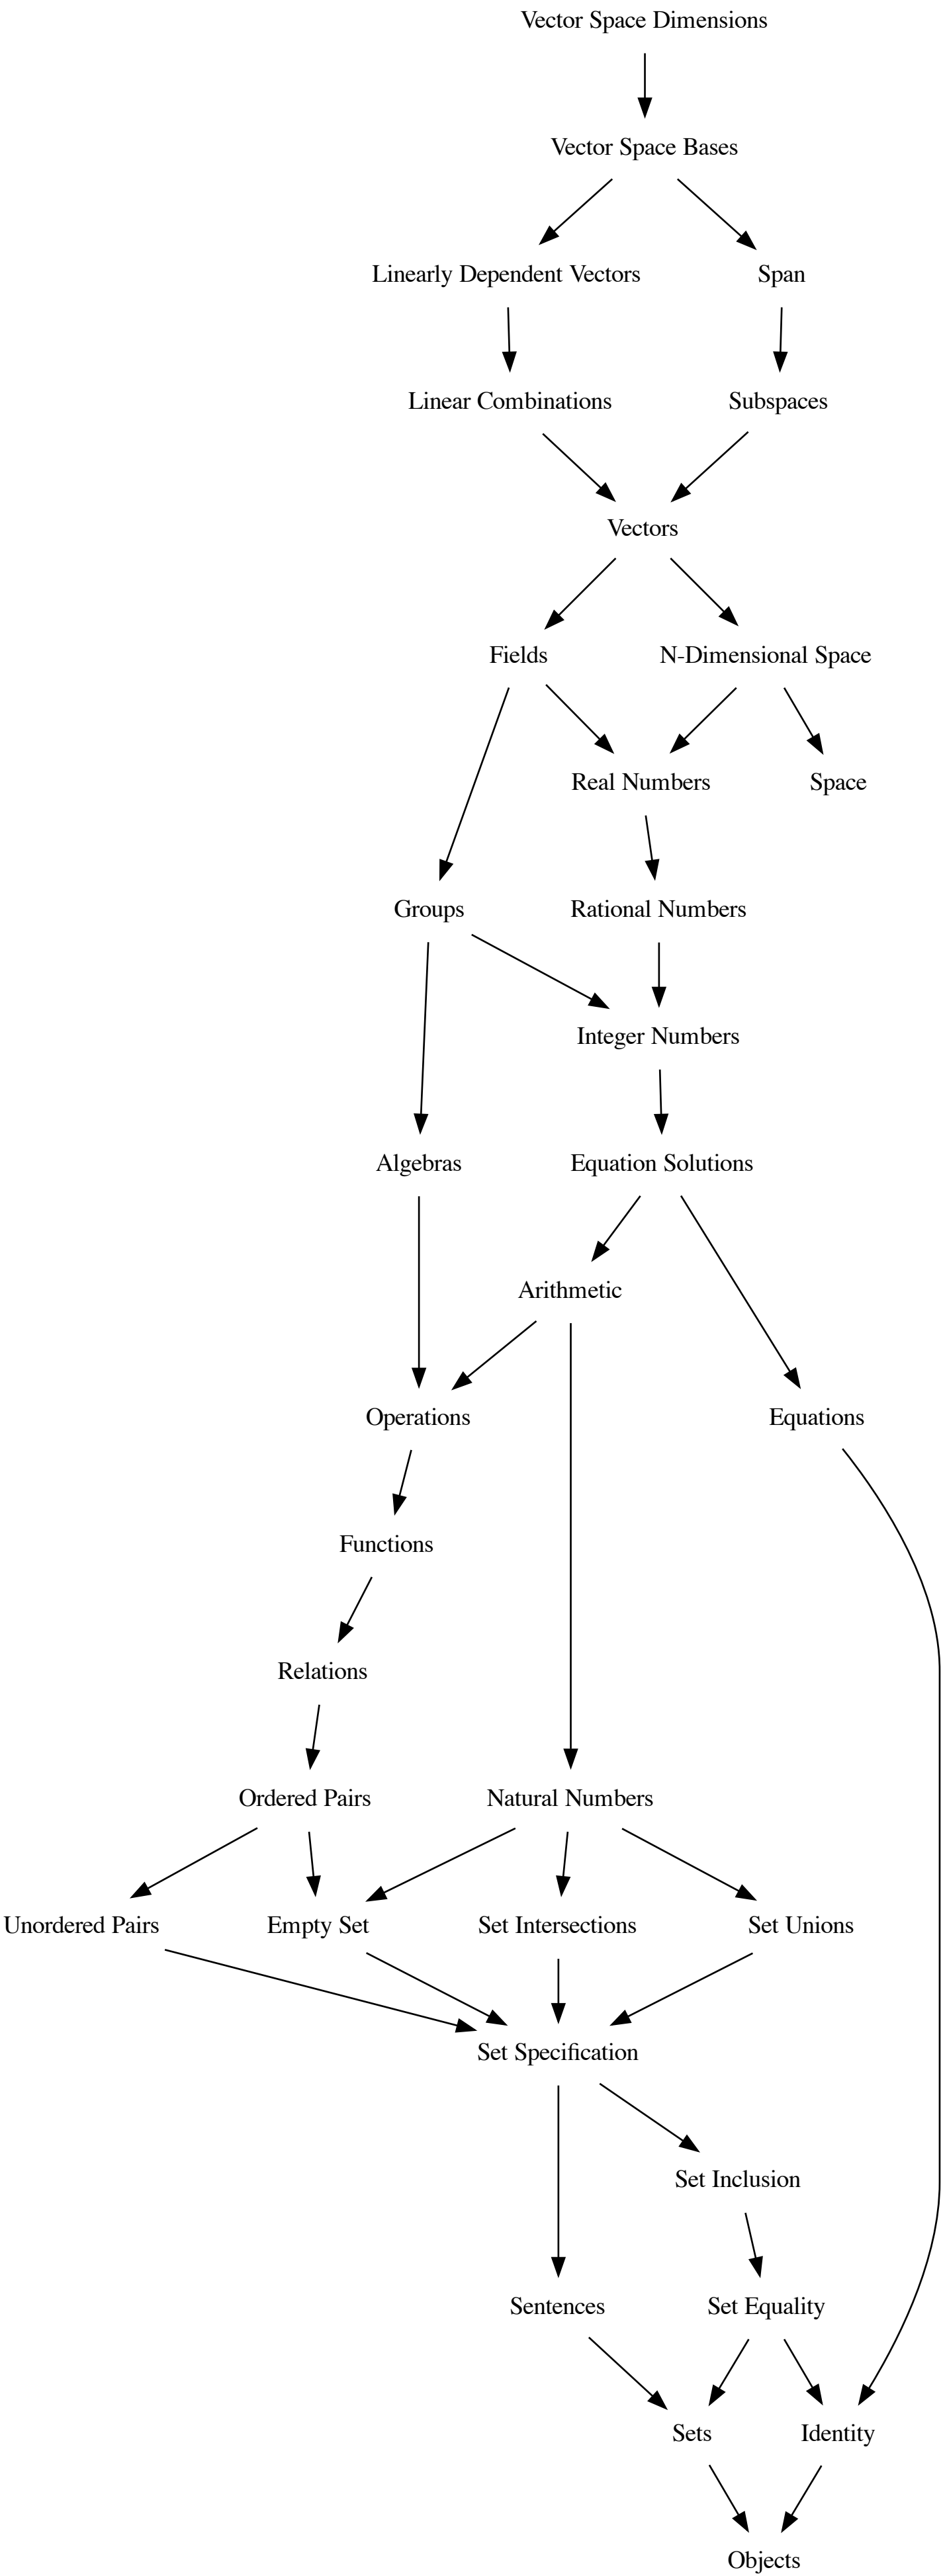 Vector Space Dimensions
Vector Space Bases
Linearly Dependent Vectors
Span
Linear Combinations
Subspaces
Vectors
Fields
N-Dimensional Space
Real Numbers
Space
Groups
Rational Numbers
Integer Numbers
Algebras
Equation Solutions
Arithmetic
Operations
Equations
Functions
Relations
Ordered Pairs
Natural Numbers
Unordered Pairs
Empty Set
Set Intersections
Set Unions
Set Specification
Set Inclusion
Sentences
Set Equality
Sets
Identity
Objects